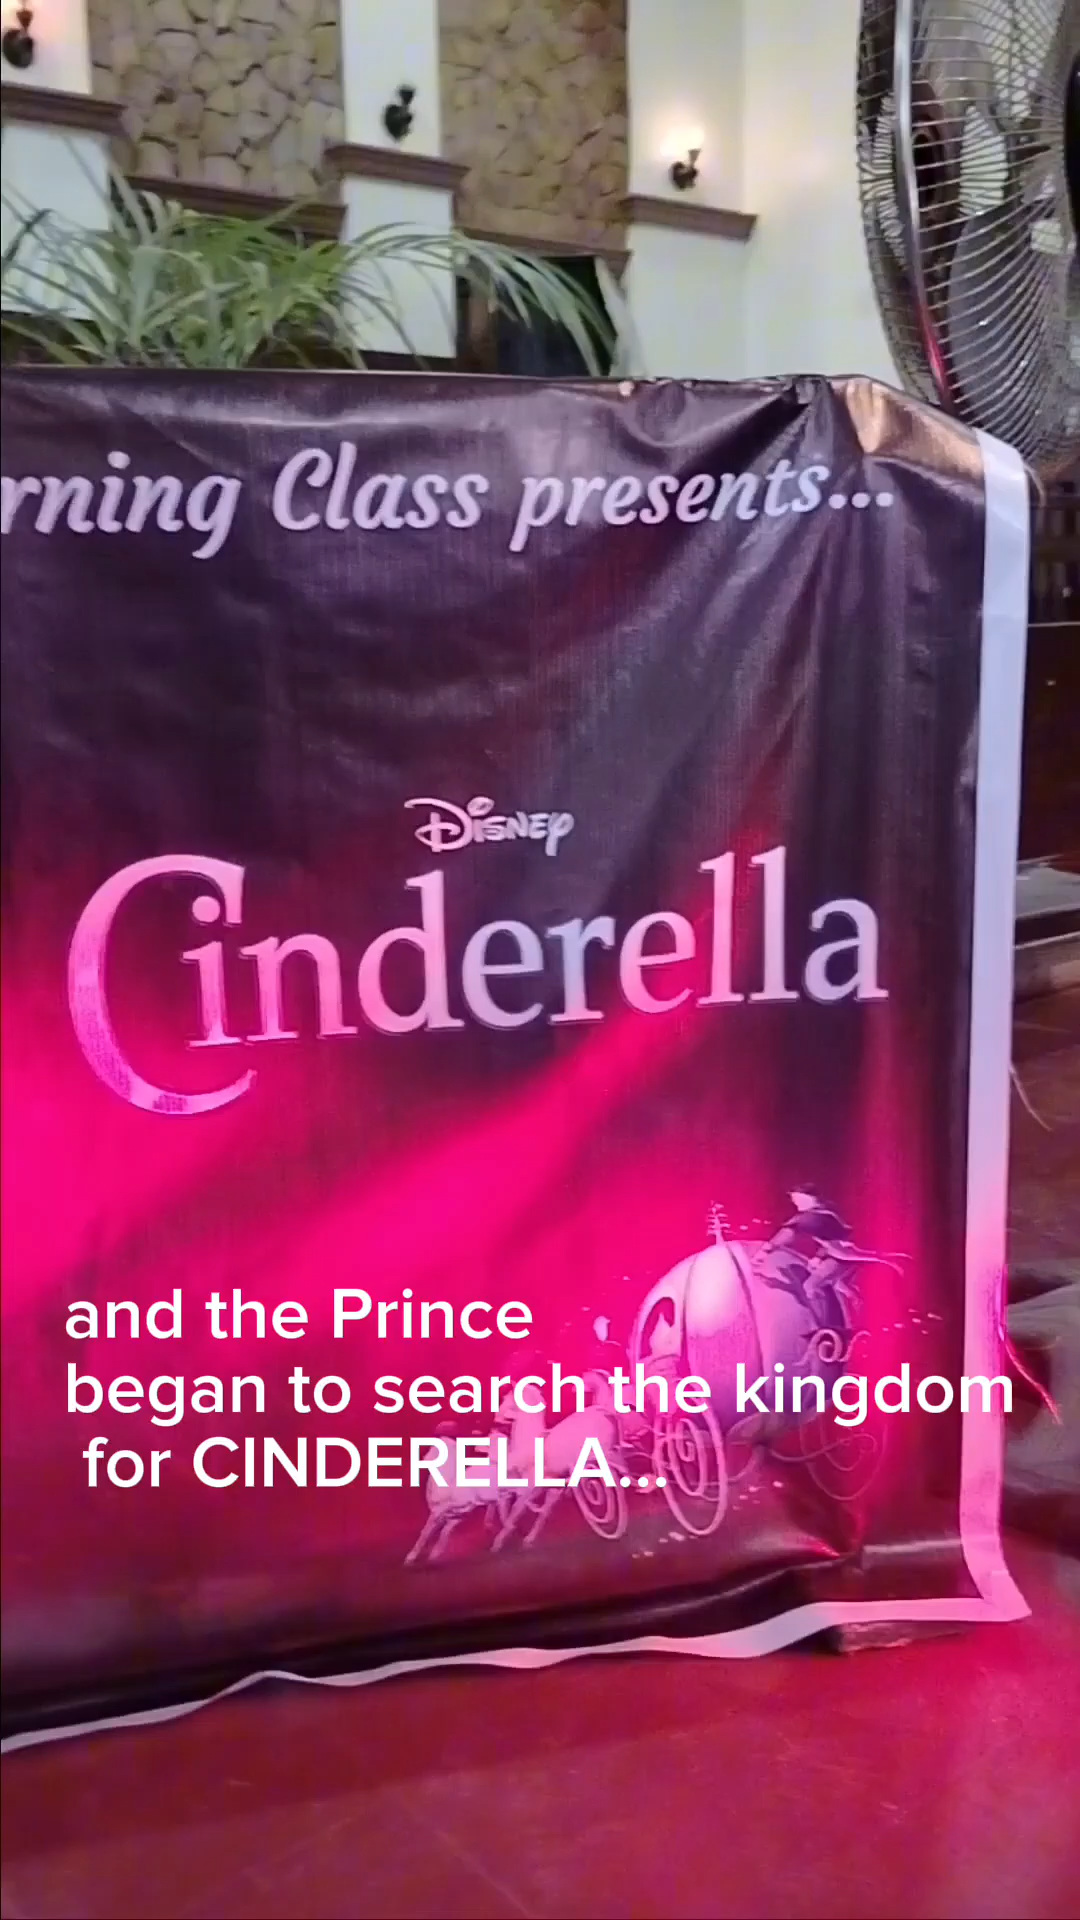 rning Class presents...
Disney
Cinderella
and the Prince
began to search the kingdom
for CINDERELLA...